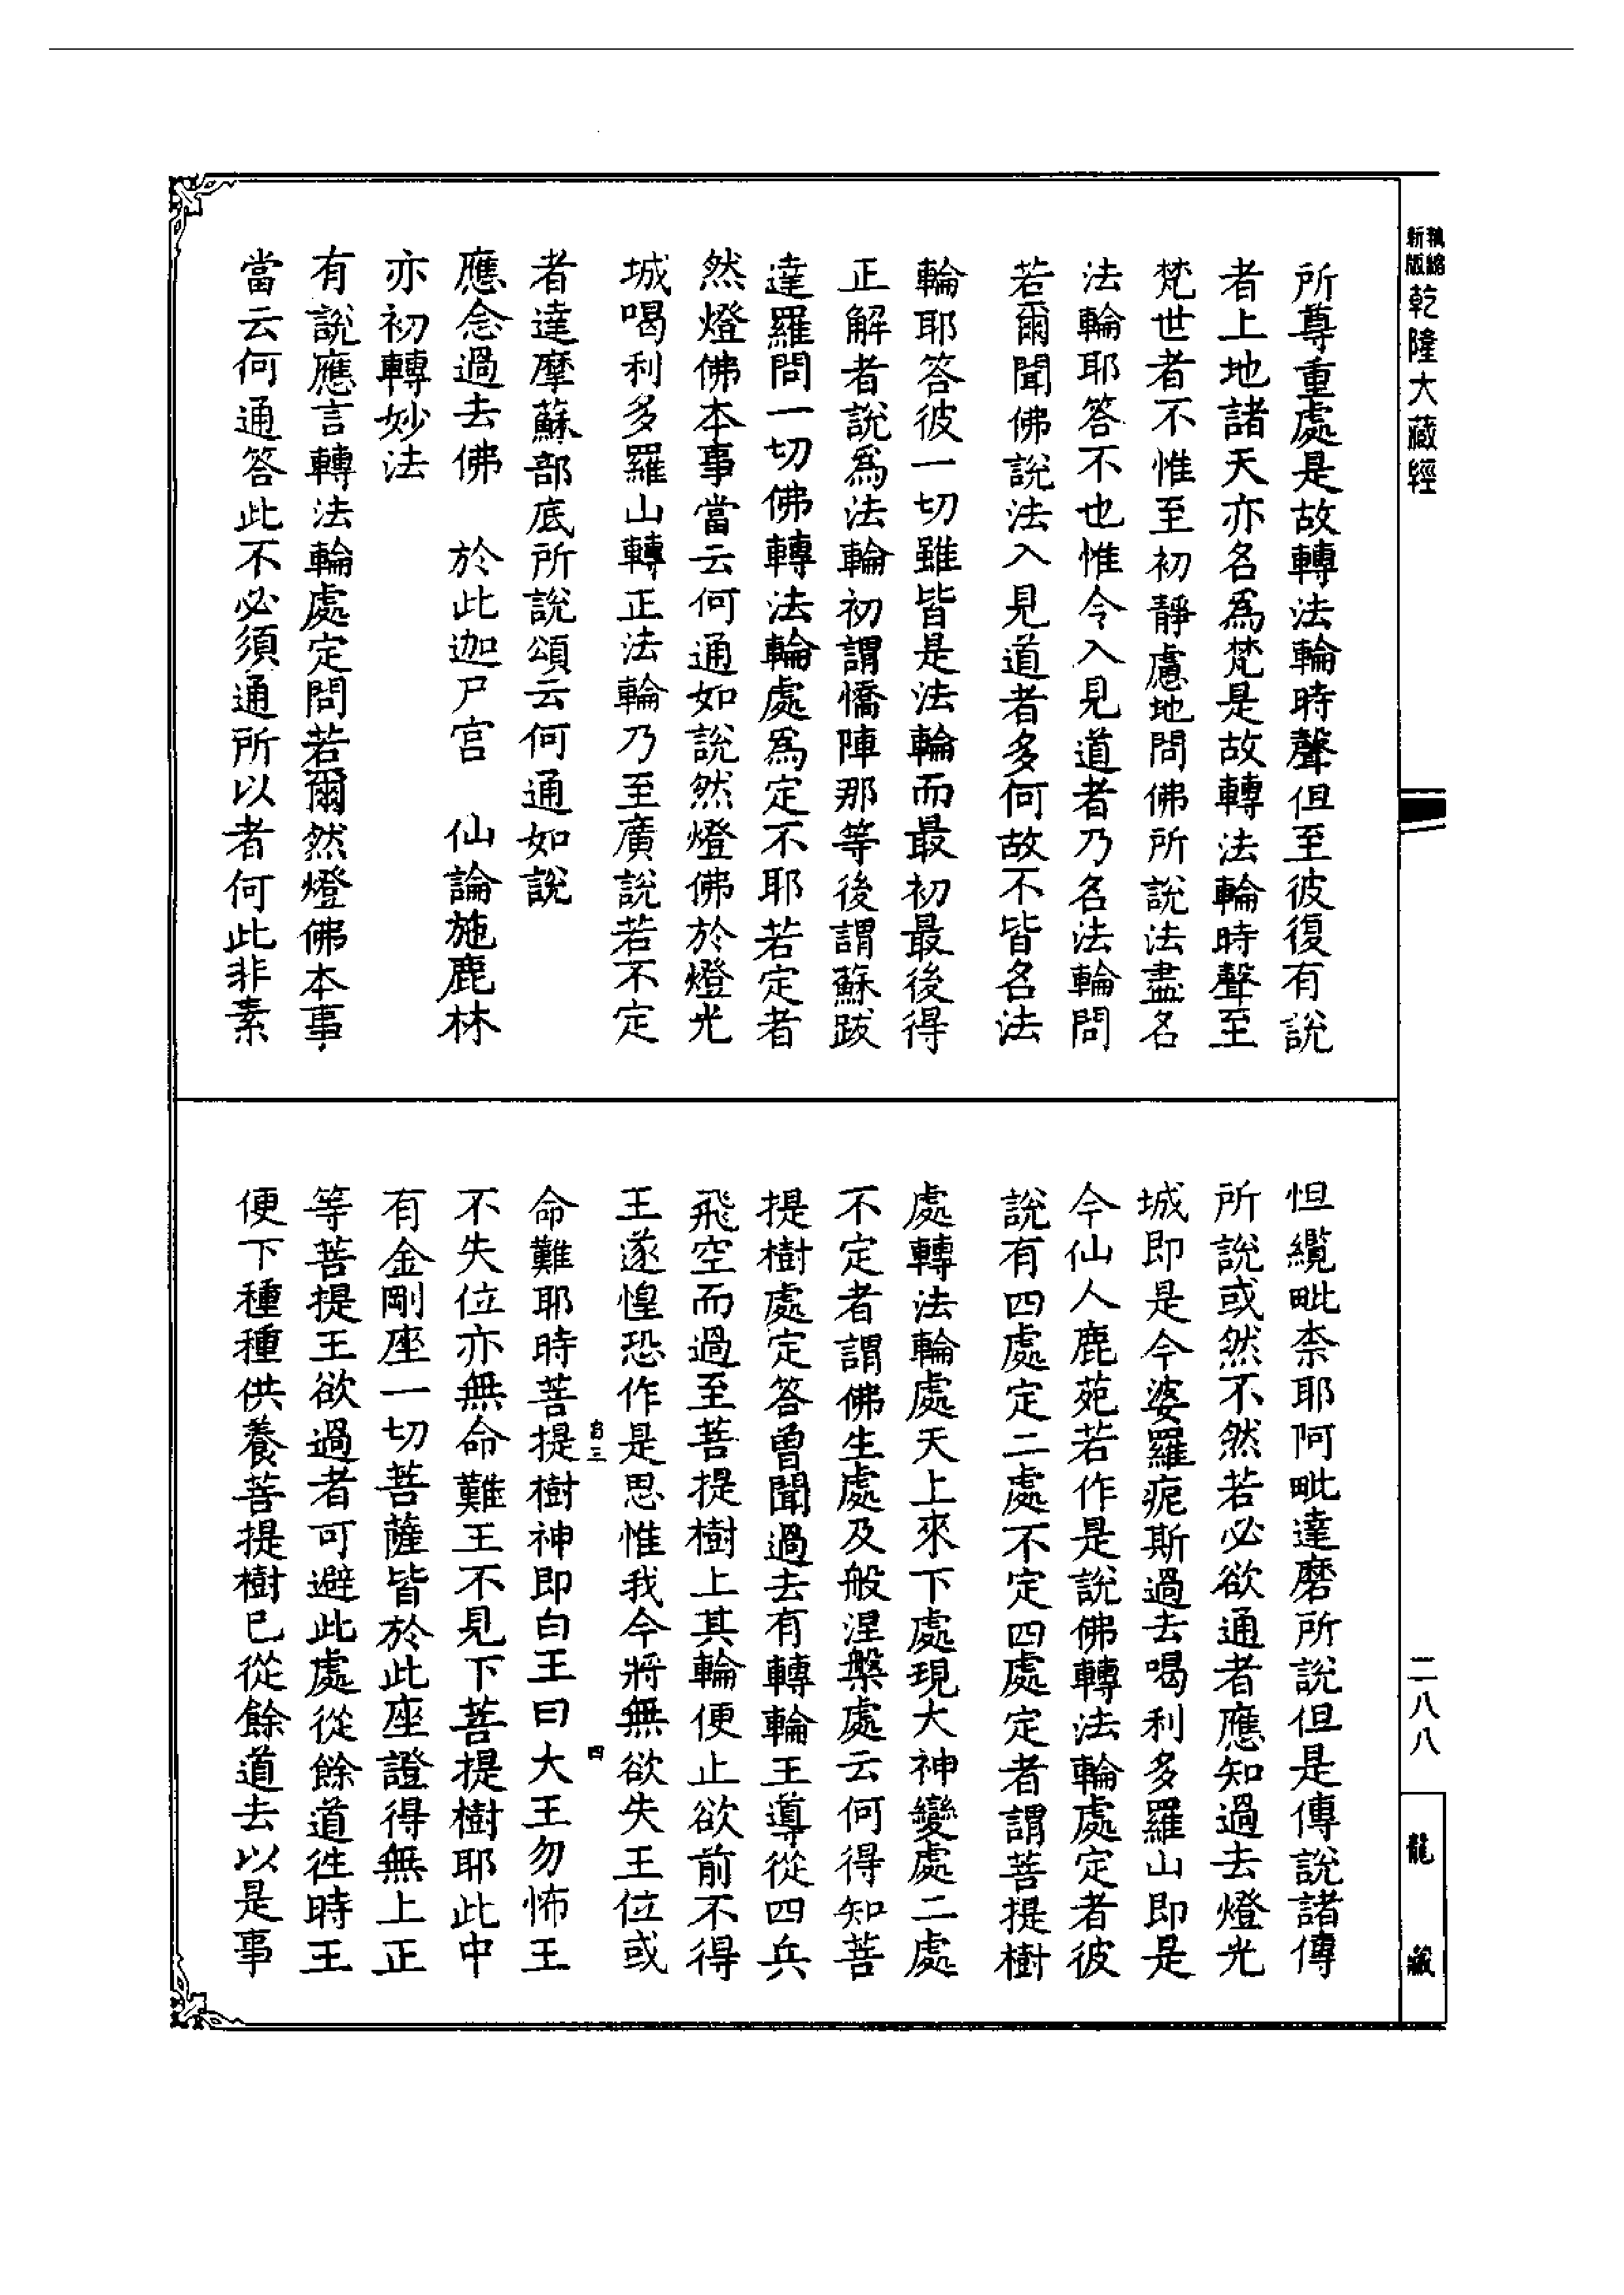 新版縮輯乾隆大藏經
所尊重處是故轉法輪時聲但至彼復有說
者上地諸天亦名為梵是故轉法輪時聲至
梵世者不惟至初靜慮地問佛所說法盡名
法輪耶答不也惟令入見道者乃名法輪問
若爾聞佛說法入見道者多何故不皆名法
輪耶答彼一切雖皆是法輪而最初最後得
正解者說為法輪初謂憍陣那等後謂蘇跋
達羅問一切佛轉法輪處為定不耶若定者
然燈佛本事當云何通如說然燈佛於燈光
城喝利多羅山轉正法輪乃至廣說若不定
者達摩蘇部底所說頌云何通如說
應念過去佛　於此迦尸宮　仙論施鹿林
亦初轉妙法
有說應言轉法輪處定問若爾然燈佛本事
當云何通答此不必須通所以者何此非素
怛纜毗柰耶阿毗達磨所說但是傳說諸傳
所說或然不然若必欲通者應知過去燈光
城即是今婆羅痆斯過去喝利多羅山即是
今仙人鹿苑若作是說佛轉法輪處定者彼
說有四處定二處不定四處定者謂菩提樹
處轉法輪處天上來下處現大神變處二處
不定者謂佛生處及般涅槃處云何得知菩
提樹處定答曾聞過去有轉輪王導從四兵
飛空而過至菩提樹上其輪便止欲前不得
王遂惶恐作是思惟我今將無欲失王位或
命難耶時菩提樹神即白王曰大王勿怖王
不失位亦無命難王不見下菩提樹耶此中
有金剛座一切菩薩皆於此座證得無上正
等菩提王欲過者可避此處從餘道徃時王
便下種種供養菩提樹已從餘道去以是事
二八八
龍藏